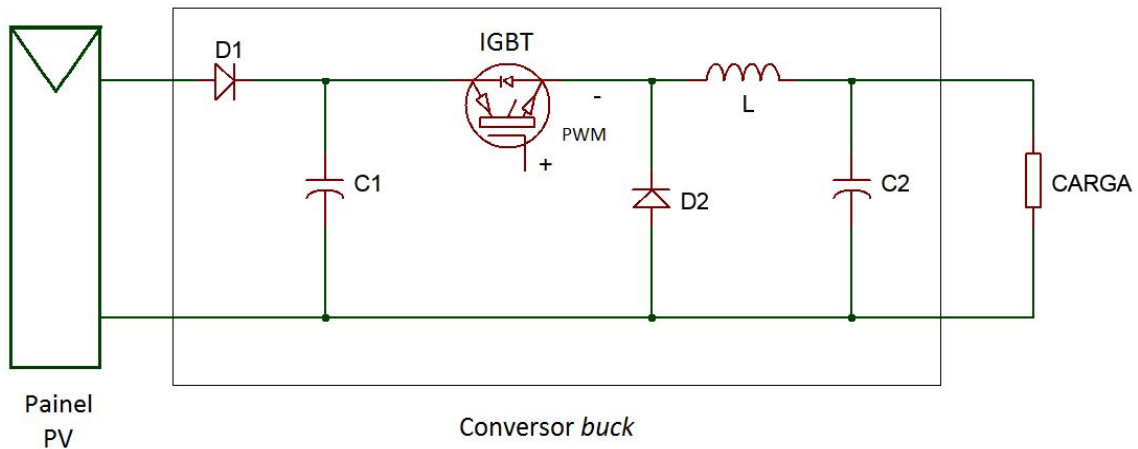 IGBT
D1
-
L
PWM
+
C1
D2
C2
CARGA
Painel
PV
Conversor buck